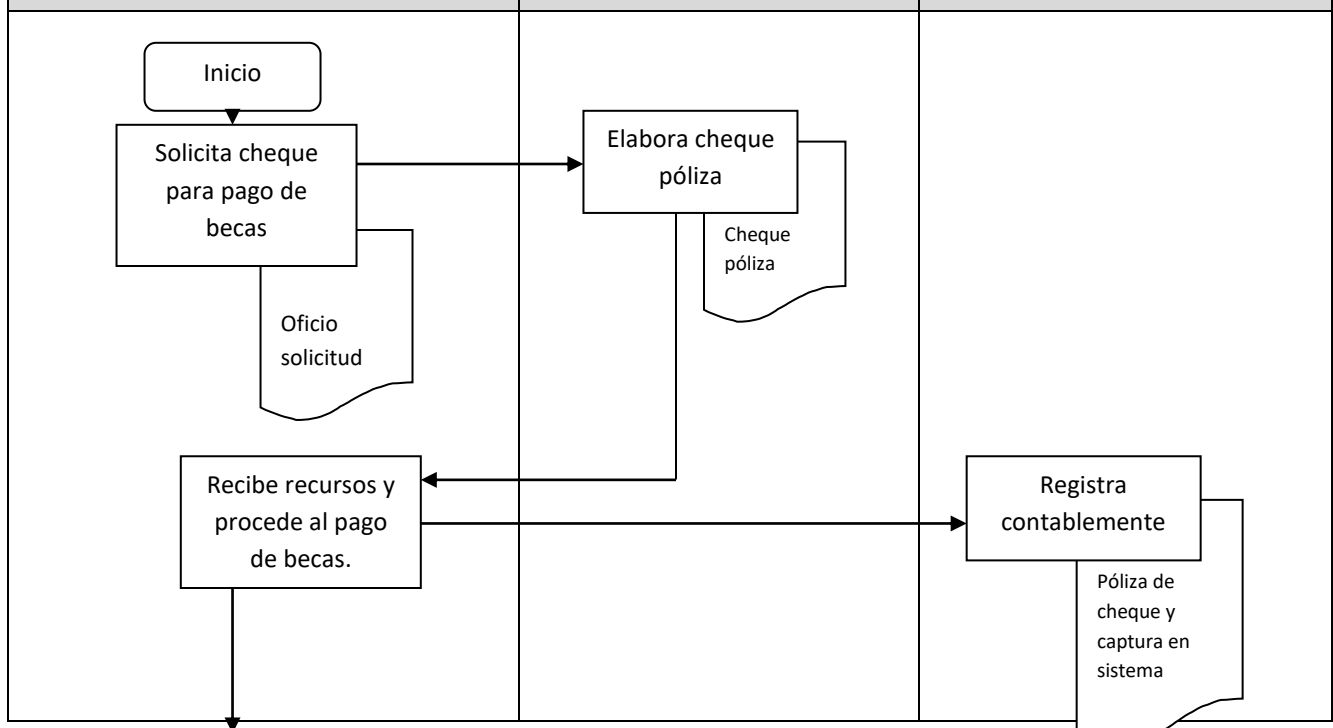 Inicio
Solicita cheque
para pago de
becas
Oficio
solicitud
Elabora cheque
póliza
Cheque
póliza
Recibe recursos y
procede al pago
de becas.
Registra
contablemente
Póliza de
cheque y
captura en
sistema